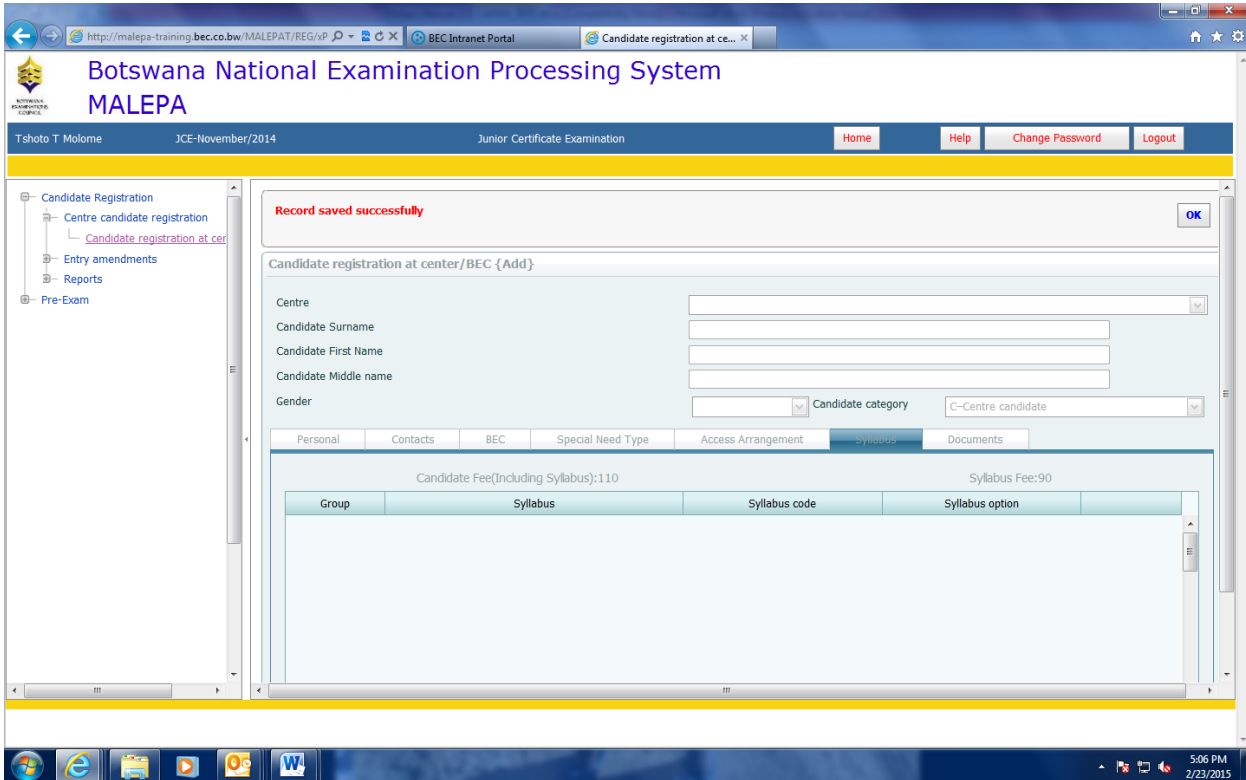 http://malepa-training.bec.co.bw/MALEPAT/REG/xP
BEC Intranet Portal
Candidate registration at ce...
BOTSWANA
EXAMINATIONS
COUNCIL
Botswana National Examination Processing System
MALEPA
Tshoto T Molome JCE-November/2014 Junior Certificate Examination Home Help Change Password Logout
Candidate Registration
Centre candidate registration
Candidate registration at cer
Entry amendments
Reports
Pre-Exam
Record saved successfully
OK
Candidate registration at center/BEC {Add}
Centre
Candidate Surname
Candidate First Name
Candidate Middle name
Gender Candidate category C-Centre candidate
Personal Contacts BEC Special Need Type Access Arrangement Syllabus Documents
Candidate Fee(Including Syllabus):110 Syllabus Fee:90
Group Syllabus Syllabus code Syllabus option
5:06 PM
2/23/2015